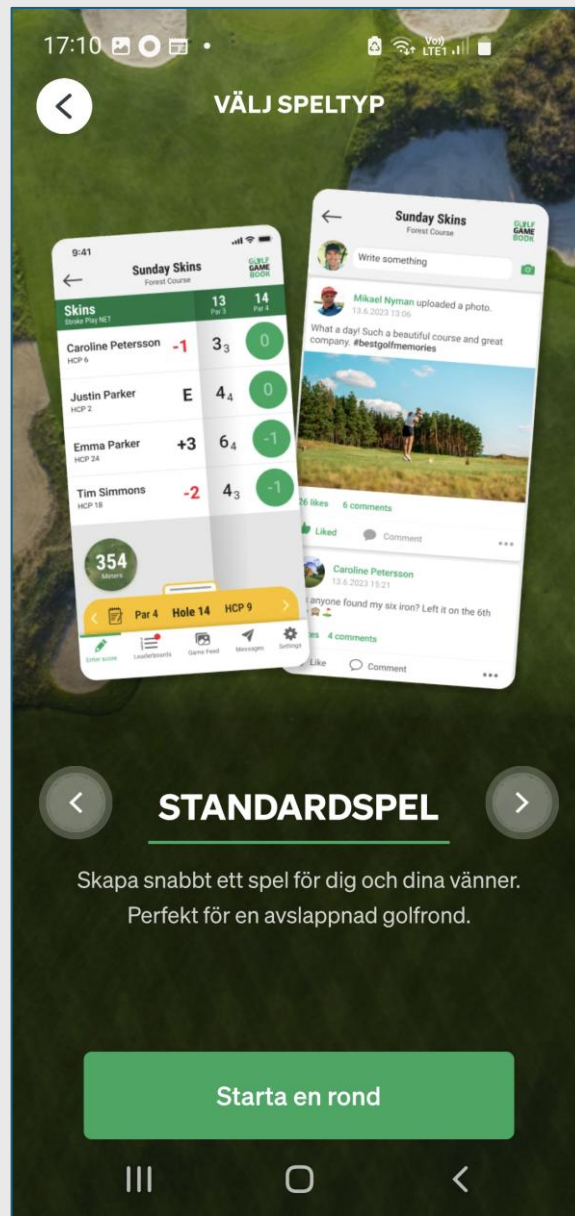 17:10
Vo))
LTE1
VÄLJ SPELTYP
9:41
Sunday Skins
Forest Course
GOLF
GAME
BOOK
Skins
Stroke Play NET
13
Par 3
14
Par 4
Caroline Petersson -1 3 3 0
HCP 6
Justin Parker E 4 4 0
HCP 2
Emma Parker +3 6 4 -1
HCP 24
Tim Simmons -2 4 3 -1
HCP 18
354
Meters
Par 4 Hole 14 HCP 9
Enter score Leaderboards Game Feed Messages Settings
Sunday Skins
Forest Course
GOLF
GAME
BOOK
Write something
Mikael Nyman uploaded a photo.
13.6.2023 13:06
What a day! Such a beautiful course and great
company. #bestgolfmemories
26 likes 6 comments
Liked Comment
Caroline Petersson
13.6.2023 15:21
anyone found my six iron? Left it on the 6th
4 comments
Like Comment
STANDARDSPEL
Skapa snabbt ett spel för dig och dina vänner.
Perfekt för en avslappnad golfrond.
Starta en rond